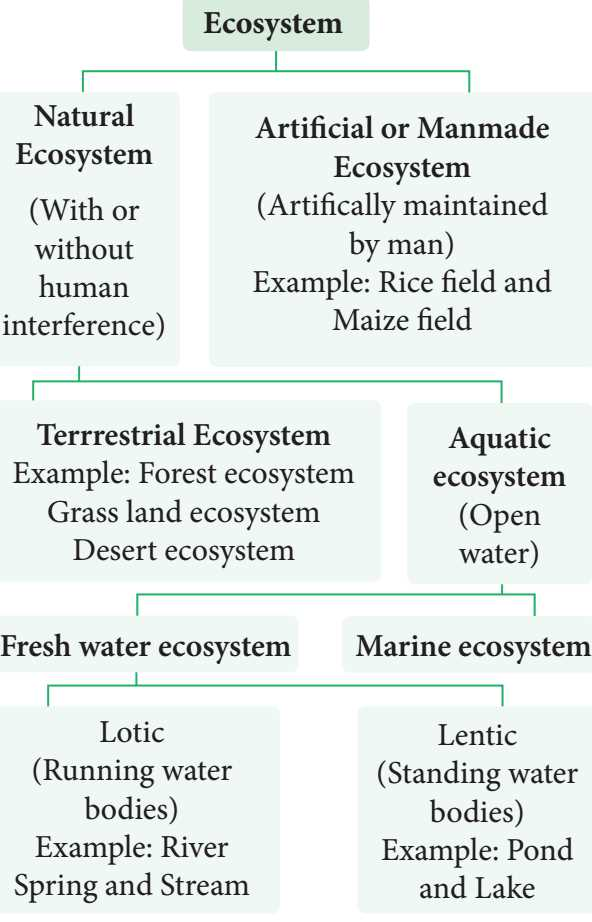 Ecosystem
Natural
Ecosystem
(With or
without
human
interference)
Artificial or Manmade
Ecosystem
(Artifically maintained
by man)
Example: Rice field and
Maize field
Terrrestrial Ecosystem
Example: Forest ecosystem
Grass land ecosystem
Desert ecosystem
Aquatic
ecosystem
(Open
water)
Fresh water ecosystem
Marine ecosystem
Lotic
(Running water
bodies)
Example: River
Spring and Stream
Lentic
(Standing water
bodies)
Example: Pond
and Lake